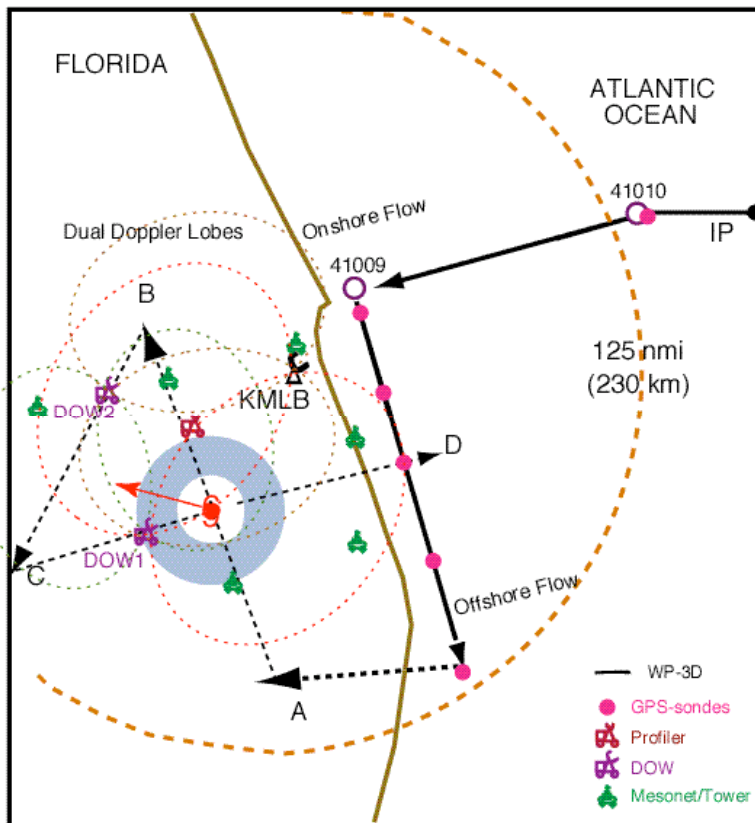 FLORIDA
ATLANTIC
OCEAN
41010
IP
Onshore Flow
Dual Doppler Lobes
41009
B
125 nmi
(230 km)
KMLB
DOW2
D
DOW1
C
Offshore Flow
A
WP-3D
GPS-sondes
Profiler
DOW
Mesonet/Tower